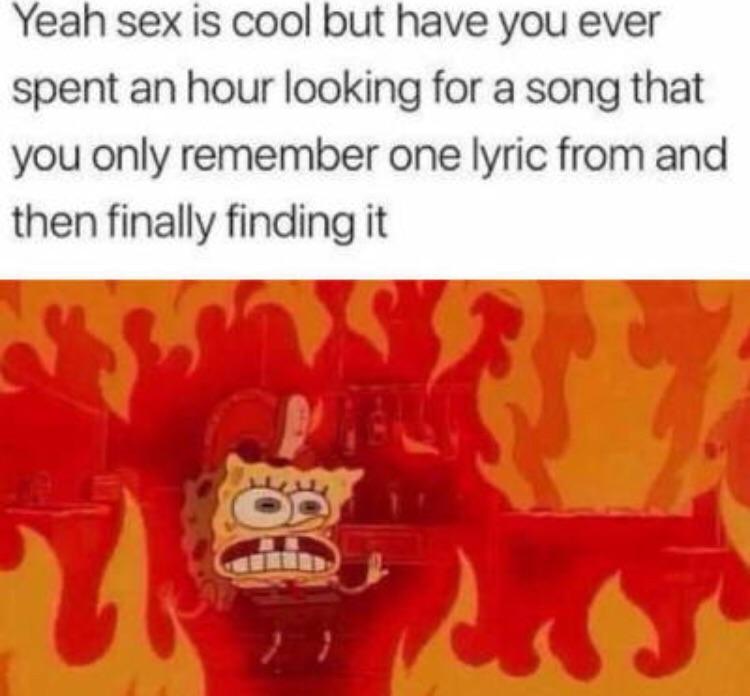 Yeah sex is cool but have you ever
spent an hour looking for a song that
you only remember one lyric from and
then finally finding it